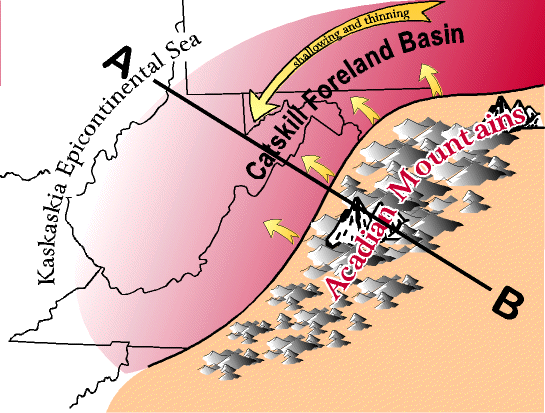 A
Kaskaskia Epicontinental Sea
shallowing and thinning
Catskill Foreland Basin
Acadian Mountains
B